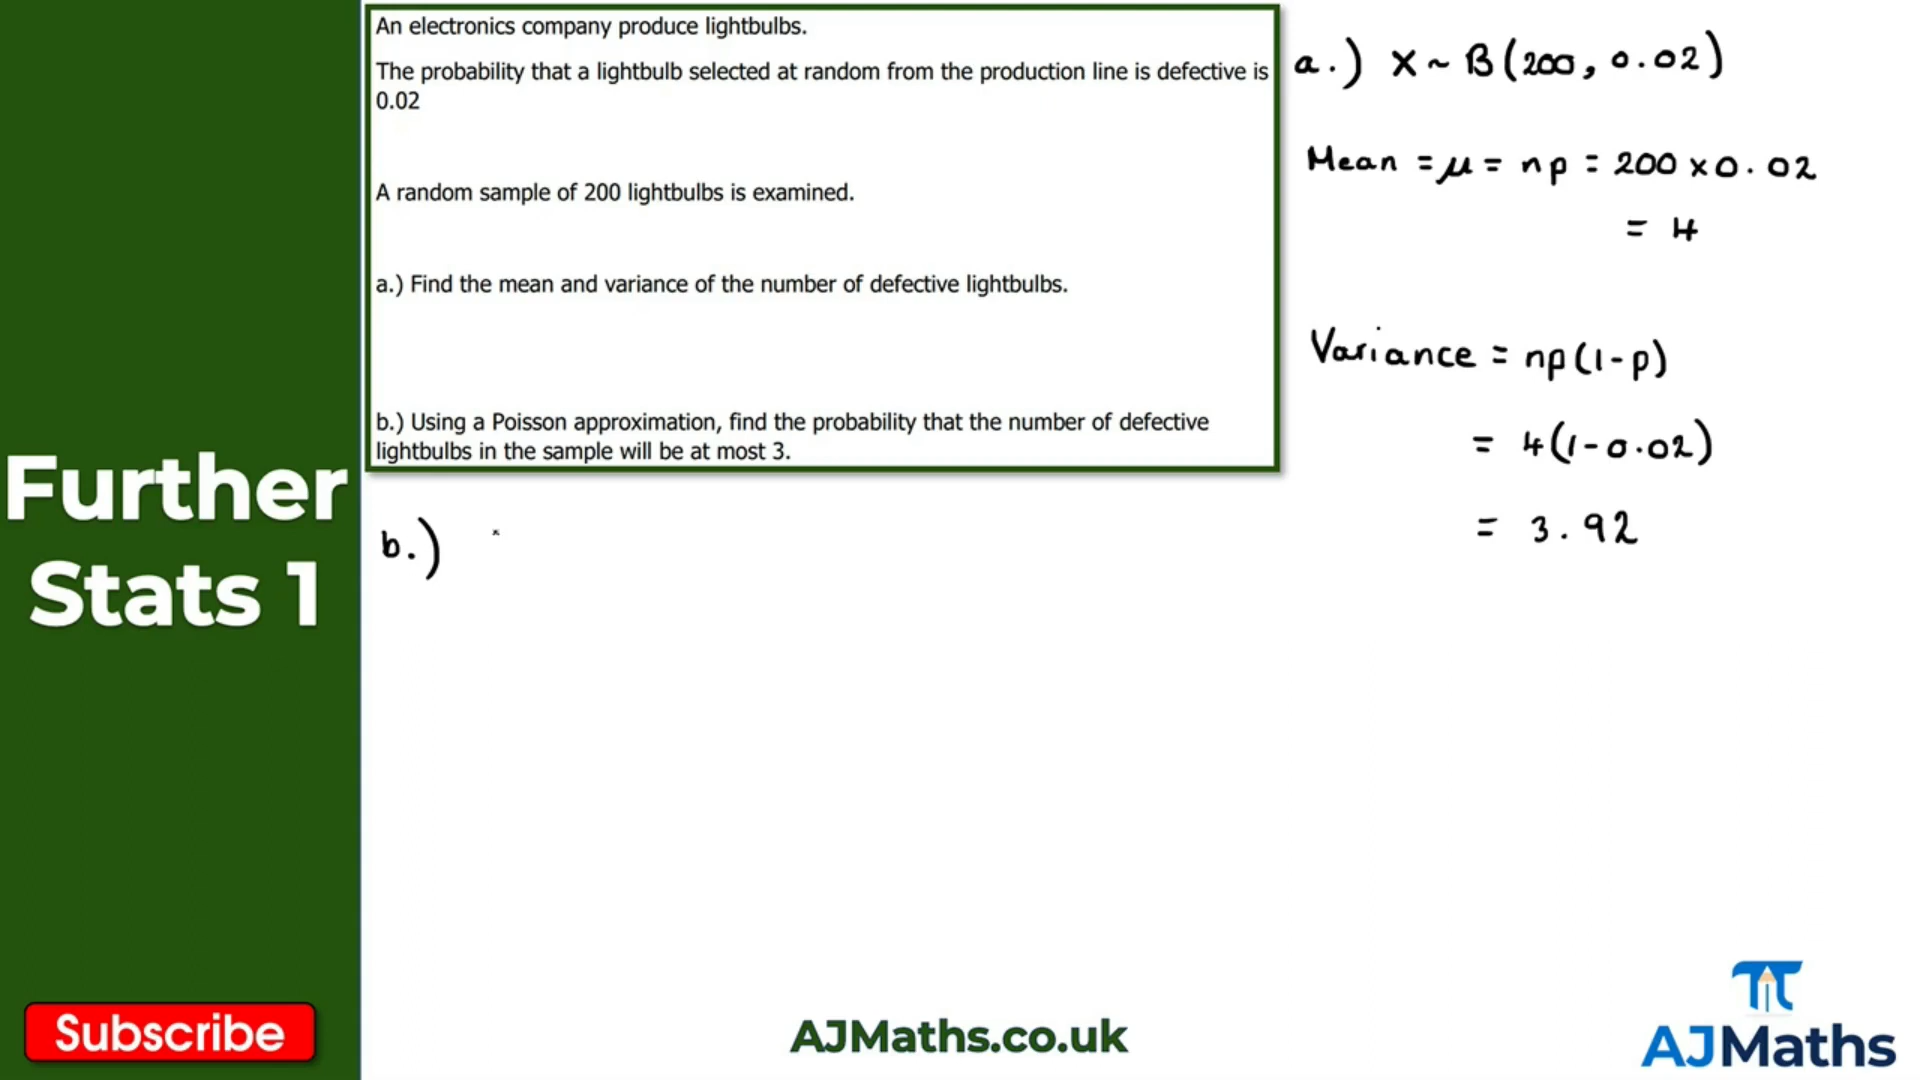 An electronics company produce lightbulbs.
The probability that a lightbulb selected at random from the production line is defective is
0.02
A random sample of 200 lightbulbs is examined.
a.) Find the mean and variance of the number of defective lightbulbs.
b.) Using a Poisson approximation, find the probability that the number of defective
lightbulbs in the sample will be at most 3.
a.) X ~ B(200, 0.02)
Mean = μ = np = 200 × 0.02
= 4
Variance = np(1-p)
= 4(1-0.02)
= 3.92
b.)
Further
Stats 1
Subscribe
AJMaths.co.uk
AJMaths